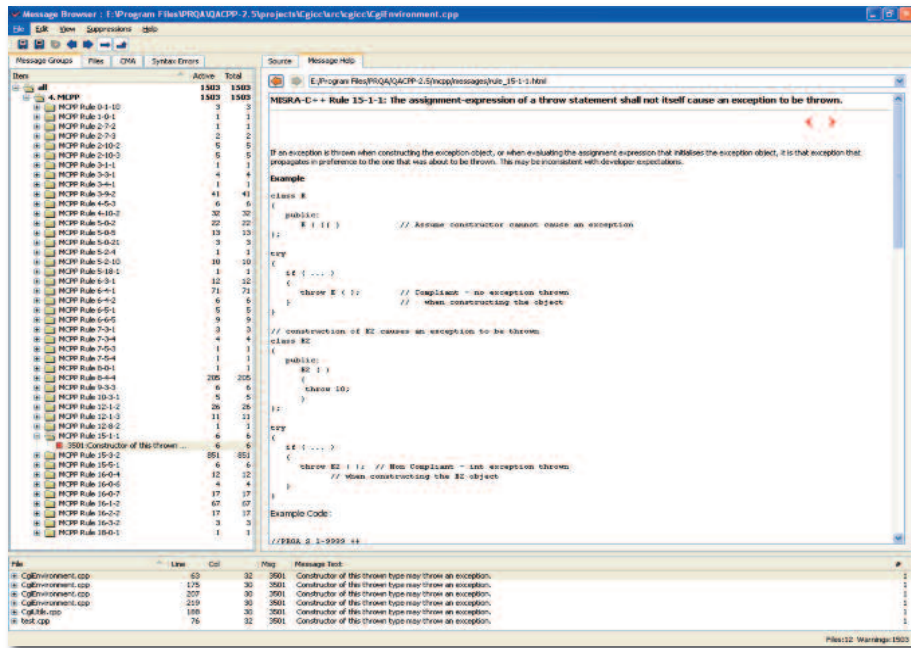 Message Browser : E:\Program Files\PRQA\QACPP-2.5\projects\Cgicc\src\cgicc\CgiEnvironment.cpp
File Edit View Suppressions Help
Message Groups Files CMA Syntax Errors
Item Active Total
all 1503 1503
4. MCPP 1503 1503
MCPP Rule 0-1-10 3 3
MCPP Rule 1-0-1 1 1
MCPP Rule 2-7-2 1 1
MCPP Rule 2-7-3 2 2
MCPP Rule 2-10-2 5 5
MCPP Rule 2-10-3 5 5
MCPP Rule 3-1-1 1 1
MCPP Rule 3-3-1 4 4
MCPP Rule 3-4-1 1 1
MCPP Rule 3-9-2 41 41
MCPP Rule 4-5-3 6 6
MCPP Rule 4-10-2 32 32
MCPP Rule 5-0-2 22 22
MCPP Rule 5-0-5 13 13
MCPP Rule 5-0-21 3 3
MCPP Rule 5-2-4 1 1
MCPP Rule 5-2-10 10 10
MCPP Rule 5-18-1 1 1
MCPP Rule 6-3-1 12 12
MCPP Rule 6-4-1 71 71
MCPP Rule 6-4-2 6 6
MCPP Rule 6-5-1 5 5
MCPP Rule 6-6-5 9 9
MCPP Rule 7-3-1 3 3
MCPP Rule 7-3-4 4 4
MCPP Rule 7-5-3 1 1
MCPP Rule 7-5-4 1 1
MCPP Rule 8-0-1 1 1
MCPP Rule 8-4-4 205 205
MCPP Rule 9-3-3 6 6
MCPP Rule 10-3-1 5 5
MCPP Rule 12-1-2 26 26
MCPP Rule 12-1-3 11 11
MCPP Rule 12-8-2 1 1
MCPP Rule 15-1-1 6 6
3501:Constructor of this thrown ... 6 6
MCPP Rule 15-3-2 851 851
MCPP Rule 15-5-1 6 6
MCPP Rule 16-0-4 12 12
MCPP Rule 16-0-6 4 4
MCPP Rule 16-0-7 17 17
MCPP Rule 16-1-2 67 67
MCPP Rule 16-2-2 17 17
MCPP Rule 16-3-2 3 3
MCPP Rule 18-0-1 1 1
Source Message Help
E:/Program Files/PRQA/QACPP-2.5/mcpp/messages/rule_15-1-1.html
MISRA-C++ Rule 15-1-1: The assignment-expression of a throw statement shall not itself cause an exception to be thrown.
If an exception is thrown when constructing the exception object, or when evaluating the assignment expression that initialises the exception object, it is that exception that
propagates in preference to the one that was about to be thrown. This may be inconsistent with developer expectations.
Example
class E
{
public:
E ( ){ } // Assume constructor cannot cause an exception
};
try
{
if ( ... )
{
throw E ( ); // Compliant - no exception thrown
} // when constructing the object
}
// construction of E2 causes an exception to be thrown
class E2
{
public:
E2 ( )
{
throw 10;
}
};
try
{
if ( ... )
{
throw E2 ( ); // Non Compliant - int exception thrown
// when constructing the E2 object
}
}
Example Code:
//PRQA S 1-9999 ++
File Line Col Msg Message Text #
CgiEnvironment.cpp 63 32 3501 Constructor of this thrown type may throw an exception. 1
CgiEnvironment.cpp 175 30 3501 Constructor of this thrown type may throw an exception. 1
CgiEnvironment.cpp 207 30 3501 Constructor of this thrown type may throw an exception. 1
CgiEnvironment.cpp 219 30 3501 Constructor of this thrown type may throw an exception. 1
CgiUtils.cpp 188 30 3501 Constructor of this thrown type may throw an exception. 1
test.cpp 76 32 3501 Constructor of this thrown type may throw an exception. 1
Files:12 Warnings:1503